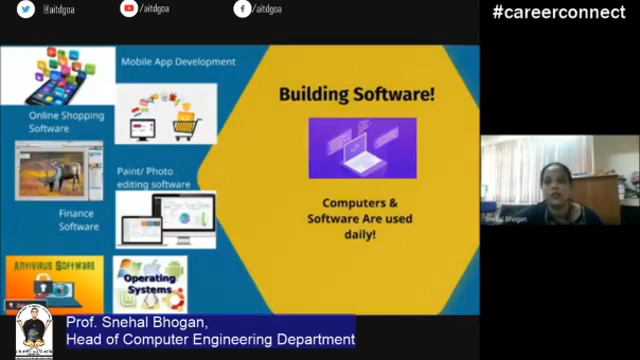 @aitdgoa
/aitdgoa
/aitdgoa
#careerconnect
Mobile App Development
Online Shopping
Software
Paint/ Photo
editing software
Finance
Software
ANTIVIRUS SOFTWARE
Operating
Systems
Building Software!
Computers &
Software Are used
daily!
Snehal Bhogan
Prof. Snehal Bhogan,
Head of Computer Engineering Department